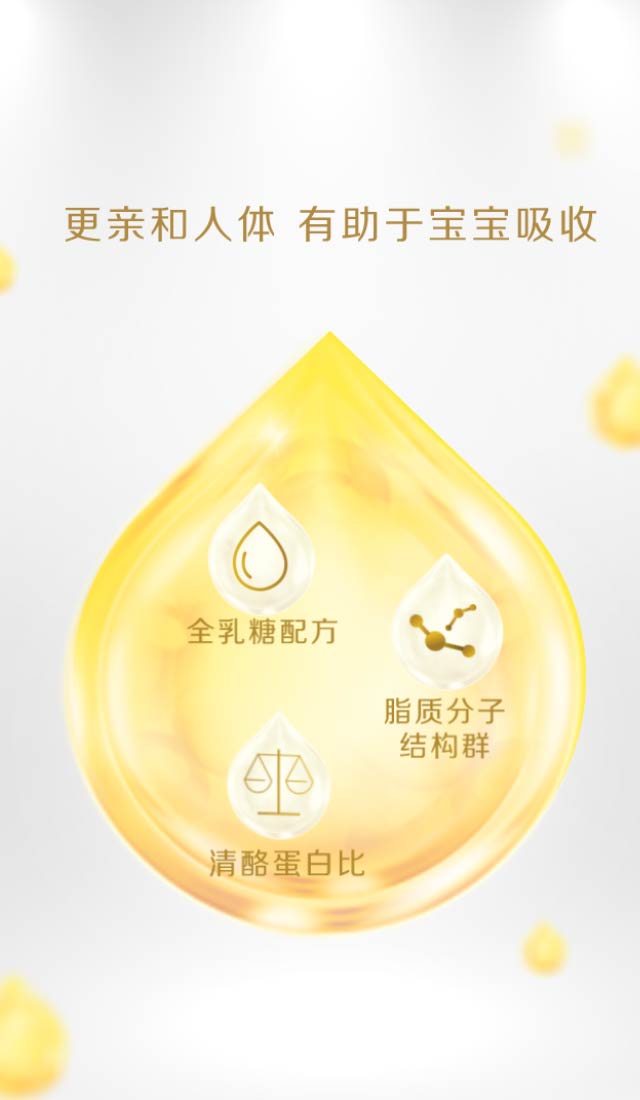 更亲和人体 有助于宝宝吸收
全乳糖配方
脂质分子
结构群
清酪蛋白比